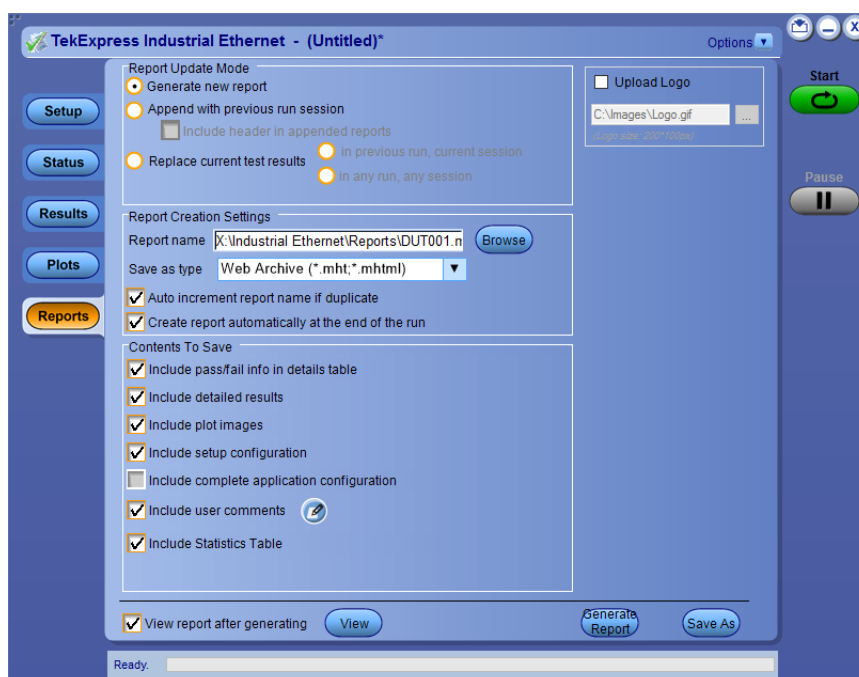 TekExpress Industrial Ethernet - (Untitled)*
Options
Start
Pause
Setup
Status
Results
Plots
Reports
Report Update Mode
Generate new report
Append with previous run session
Include header in appended reports
Replace current test results
in previous run, current session
in any run, any session
Upload Logo
C:\Images\Logo.gif
...
(Logo size: 200*100px)
Report Creation Settings
Report name X:\Industrial Ethernet\Reports\DUT001.m Browse
Save as type Web Archive (*.mht;*.mhtml)
Auto increment report name if duplicate
Create report automatically at the end of the run
Contents To Save
Include pass/fail info in details table
Include detailed results
Include plot images
Include setup configuration
Include complete application configuration
Include user comments
Include Statistics Table
View report after generating View
Generate Report
Save As
Ready.